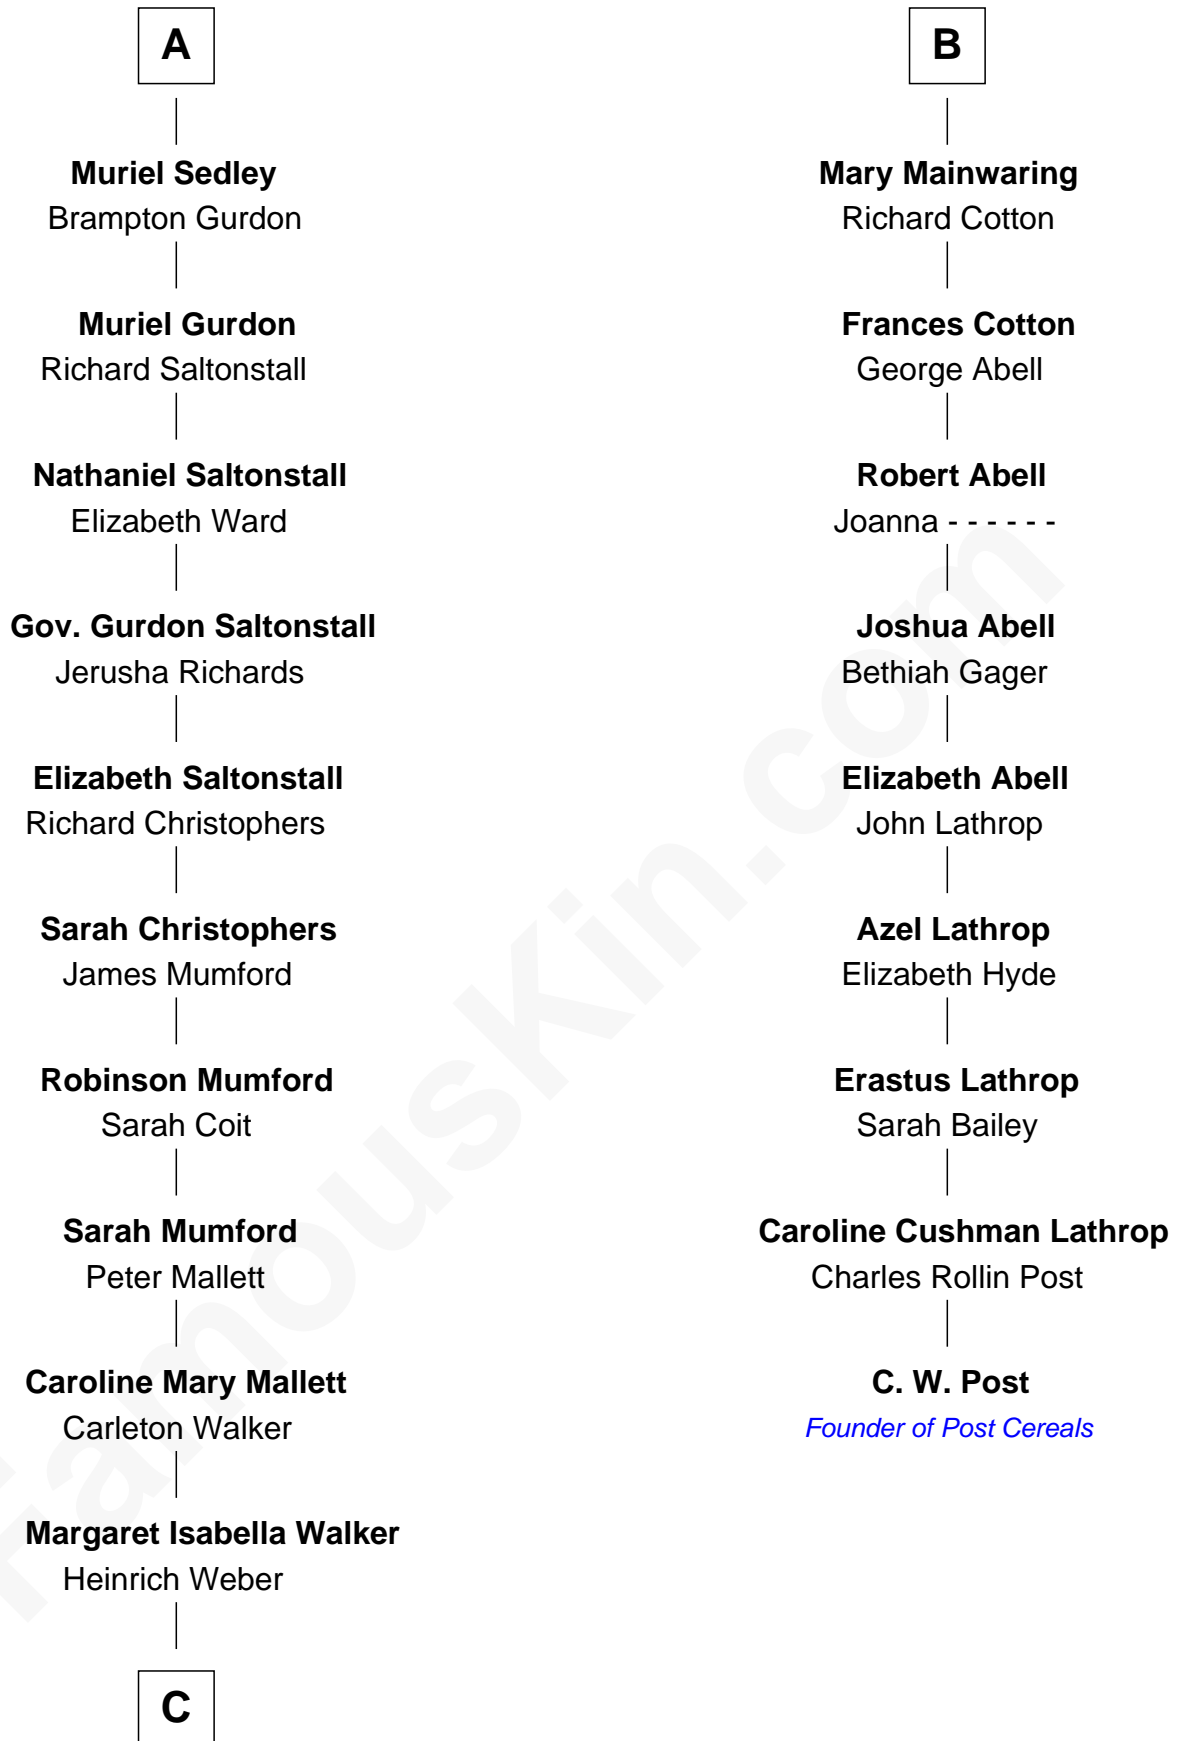 A
Muriel Sedley
Brampton Gurdon
Muriel Gurdon
Richard Saltonstall
Nathaniel Saltonstall
Elizabeth Ward
Gov. Gurdon Saltonstall
Jerusha Richards
Elizabeth Saltonstall
Richard Christophers
Sarah Christophers
James Mumford
Robinson Mumford
Sarah Coit
Sarah Mumford
Peter Mallett
Caroline Mary Mallett
Carleton Walker
Margaret Isabella Walker
Heinrich Weber
C
B
Mary Mainwaring
Richard Cotton
Frances Cotton
George Abell
Robert Abell
Joanna - - - - - -
Joshua Abell
Bethiah Gager
Elizabeth Abell
John Lathrop
Azel Lathrop
Elizabeth Hyde
Erastus Lathrop
Sarah Bailey
Caroline Cushman Lathrop
Charles Rollin Post
C. W. Post
Founder of Post Cereals
FamousKin.com